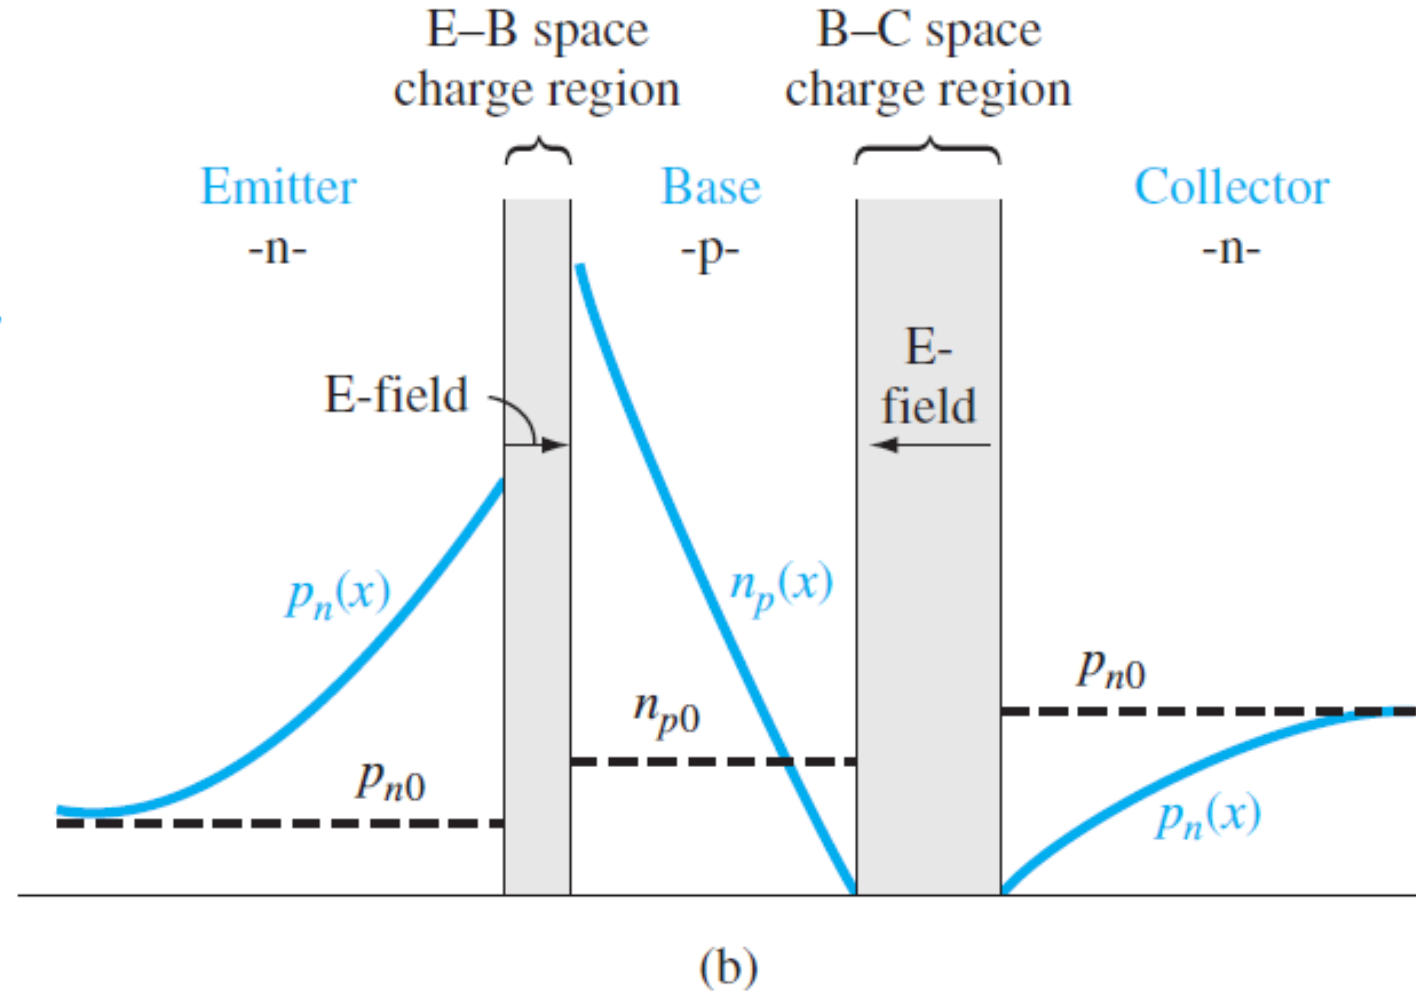 E–B space
charge region
B–C space
charge region
Emitter
-n-
Base
-p-
Collector
-n-
E-field
E-
field
pₙ(x)
nₚ(x)
pₙ₀
nₚ₀
pₙ₀
pₙ(x)
(b)